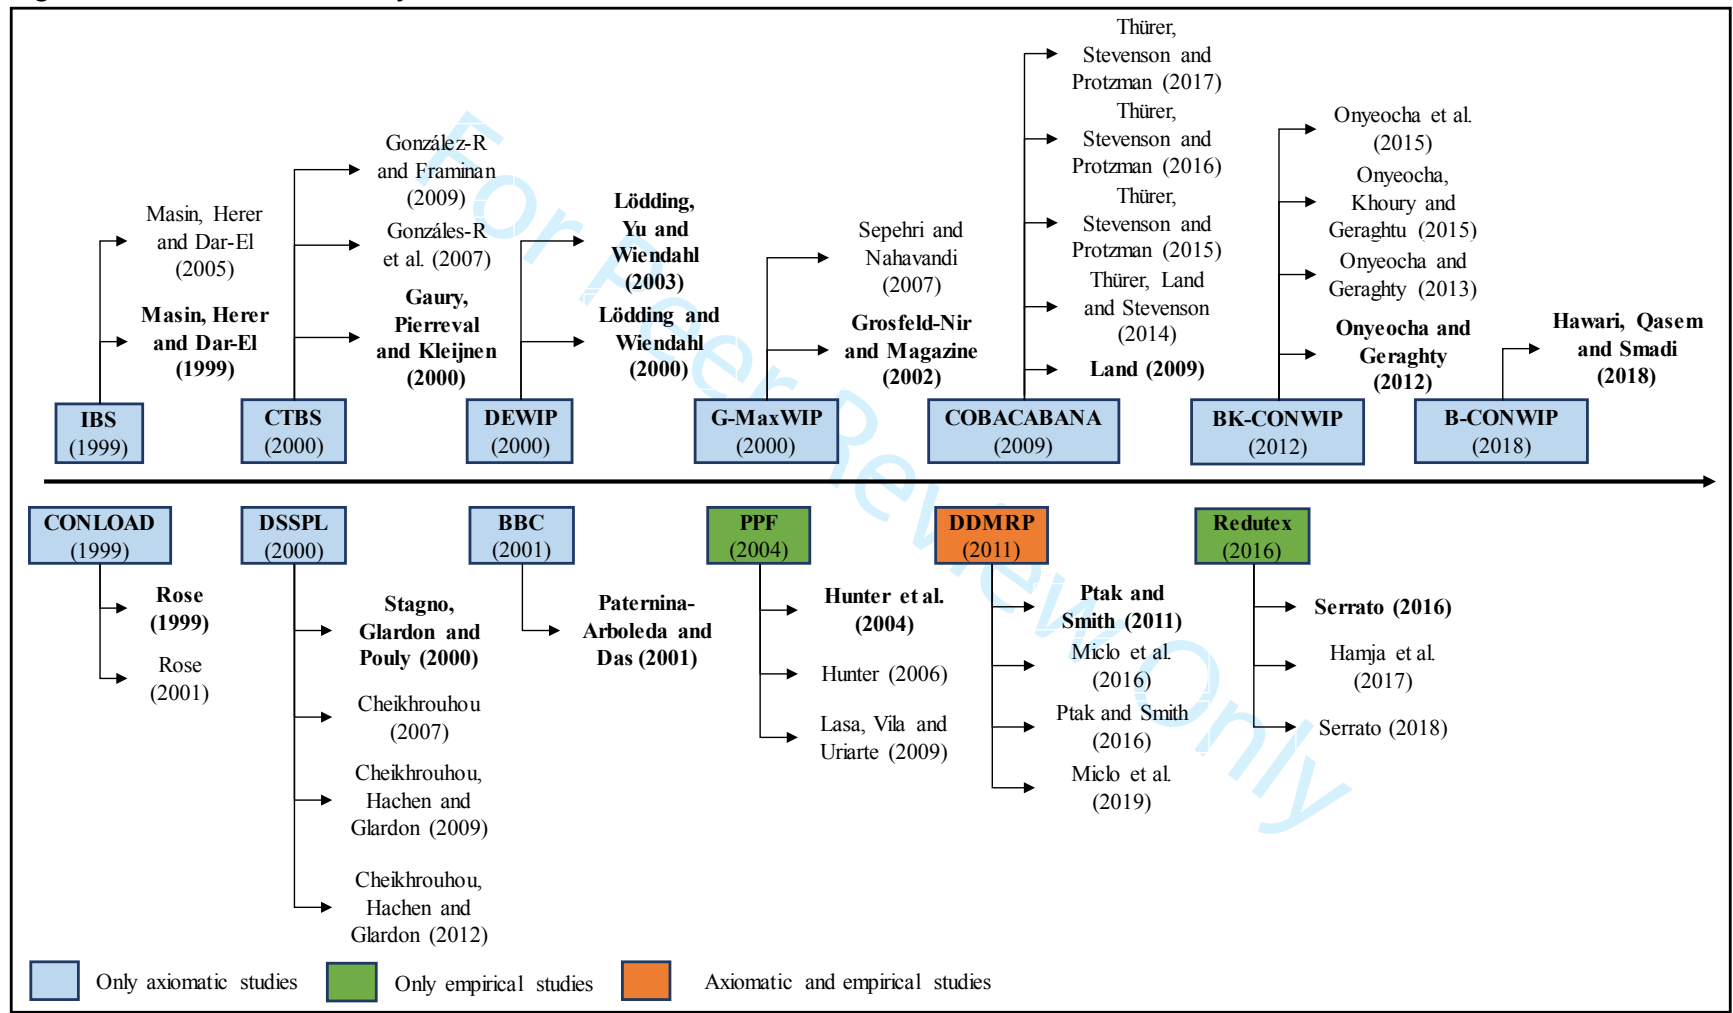 Thürer,
Stevenson and
Protzman (2017)
Thürer,
Stevenson and
Protzman (2016)
Thürer,
Stevenson and
Protzman (2015)
Thürer, Land
and Stevenson
(2014)
Land (2009)
González-R
and Framinan
(2009)
Gonzáles-R
et al. (2007)
Gaury,
Pierreval
and Kleijnen
(2000)
Masin, Herer
and Dar-El
(2005)
Masin, Herer
and Dar-El
(1999)
Lödding,
Yu and
Wiendahl
(2003)
Lödding and
Wiendahl
(2000)
Sepehri and
Nahavandi
(2007)
Grosfeld-Nir
and Magazine
(2002)
Onyeocha et al.
(2015)
Onyeocha,
Khoury and
Geraghtu
(2015)
Onyeocha and
Geraghty
(2013)
Onyeocha and
Geraghty
(2012)
Hawari, Qasem
and Smadi
(2018)
IBS
(1999)
CTBS
(2000)
DEWIP
(2000)
G-MaxWIP
(2000)
COBACABANA
(2009)
BK-CONWIP
(2012)
B-CONWIP
(2018)
CONLOAD
(1999)
DSSPL
(2000)
BBC
(2001)
PPF
(2004)
DDMRP
(2011)
Redutex
(2016)
Rose
(1999)
Rose
(2001)
Stagno,
Glardon and
Pouly (2000)
Cheikhrouhou
(2007)
Cheikhrouhou,
Hachen and
Glardon (2009)
Cheikhrouhou,
Hachen and
Glardon (2012)
Paternina-
Arboleda and
Das (2001)
Hunter et al.
(2004)
Hunter (2006)
Lasa, Vila and
Uriarte (2009)
Ptak and
Smith (2011)
Miclo et al.
(2016)
Ptak and Smith
(2016)
Miclo et al.
(2019)
Serrato (2016)
Hamja et al.
(2017)
Serrato (2018)
Only axiomatic studies
Only empirical studies
Axiomatic and empirical studies
For Peer Review Only